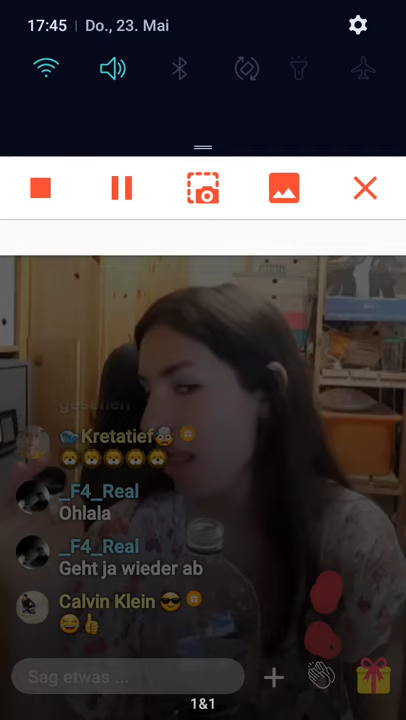 17:45 | Do., 23. Mai
gesehen
Kretatief
_F4_Real
Ohlala
_F4_Real
Geht ja wieder ab
Calvin Klein 😎
😂👍
Sag etwas ...
1&1